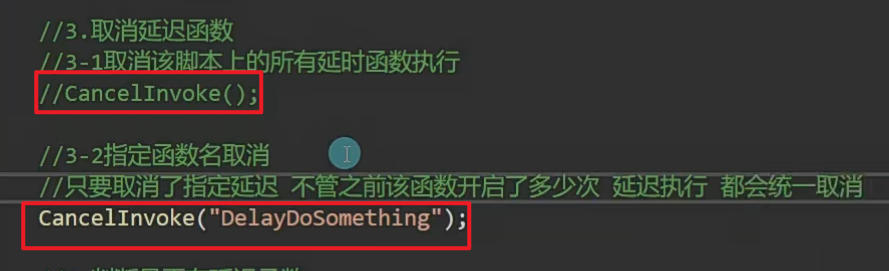 //3.取消延迟函数
//3-1取消该脚本上的所有延时函数执行
//CancelInvoke();
//3-2指定函数名取消
//只要取消了指定延迟 不管之前该函数开启了多少次 延迟执行 都会统一取消
CancelInvoke("DelayDoSomething");